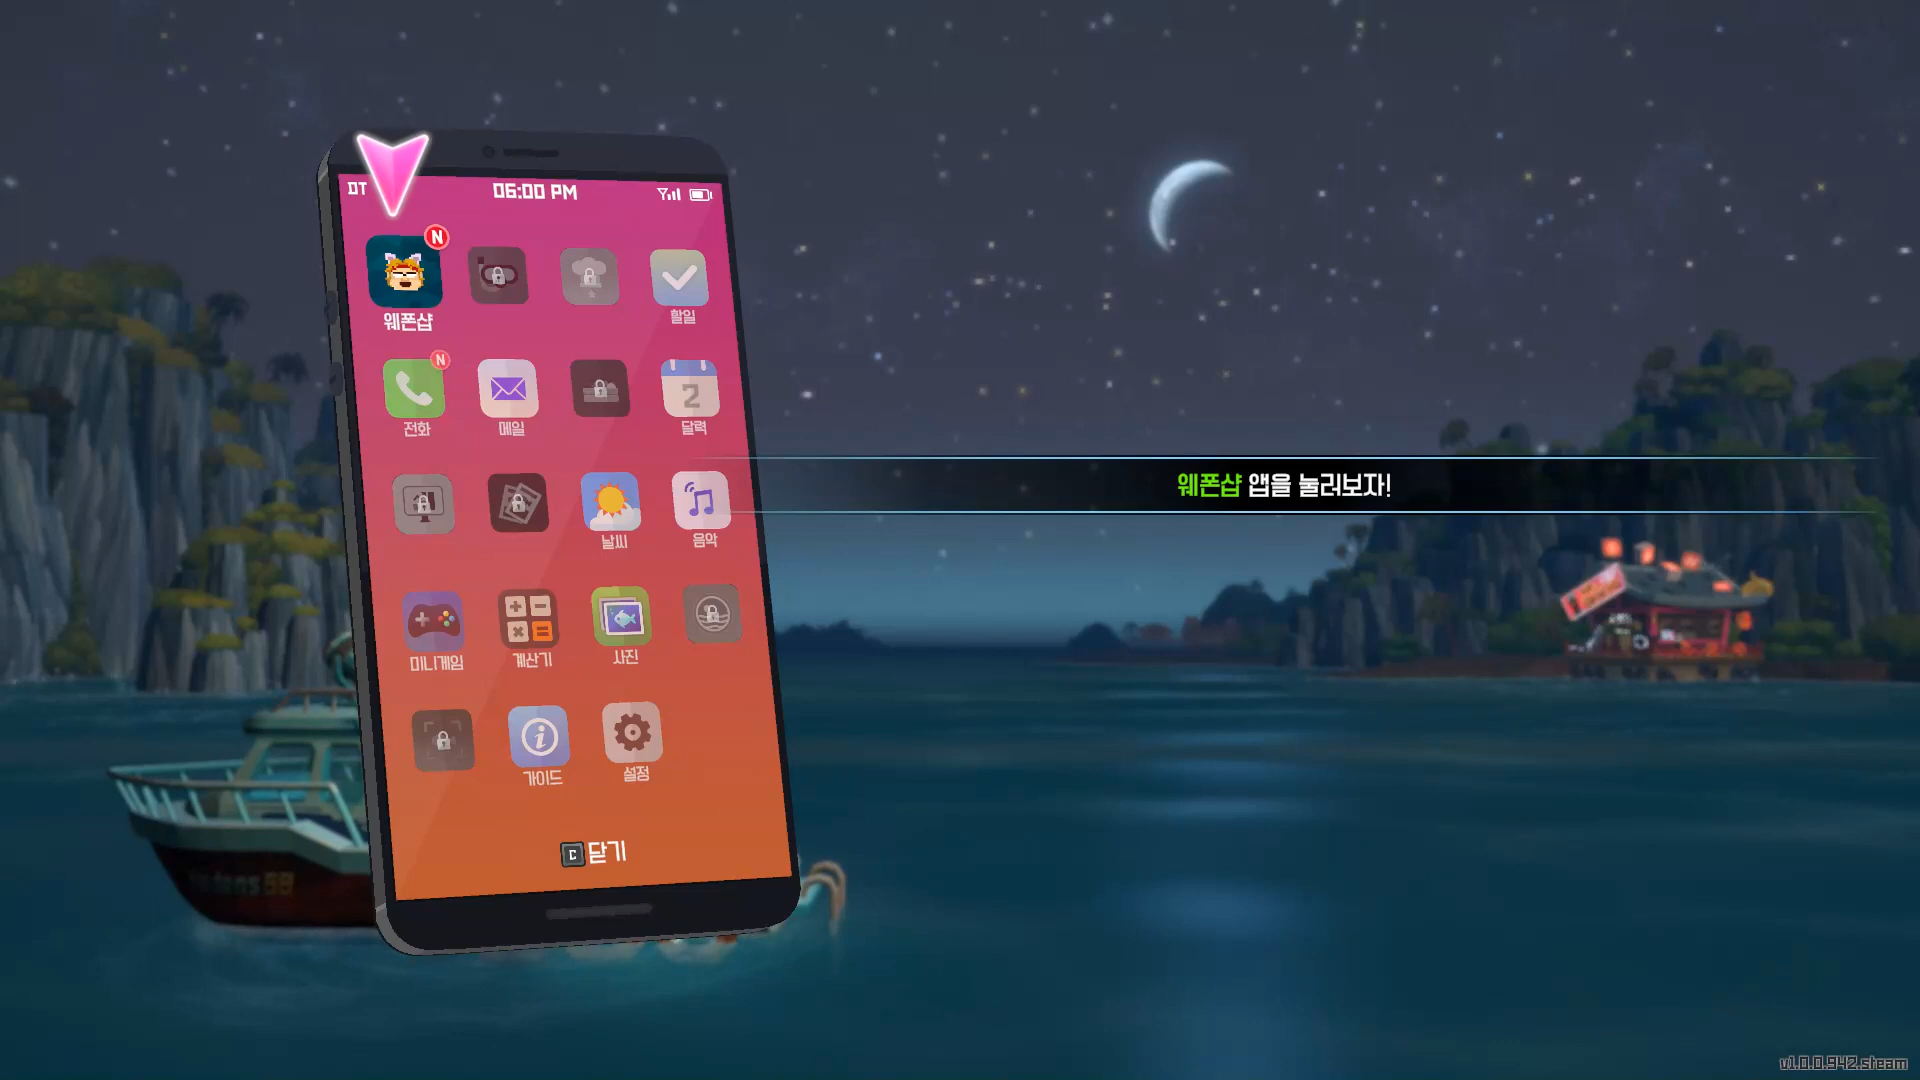 DT 06:00 PM
N
웨폰샵
할일
N
전화 메일 2 달력
날씨 음악
웨폰샵 앱을 눌러보자!
미니게임 계산기 사진
가이드 설정
C 닫기
v1.0.0.942.steam